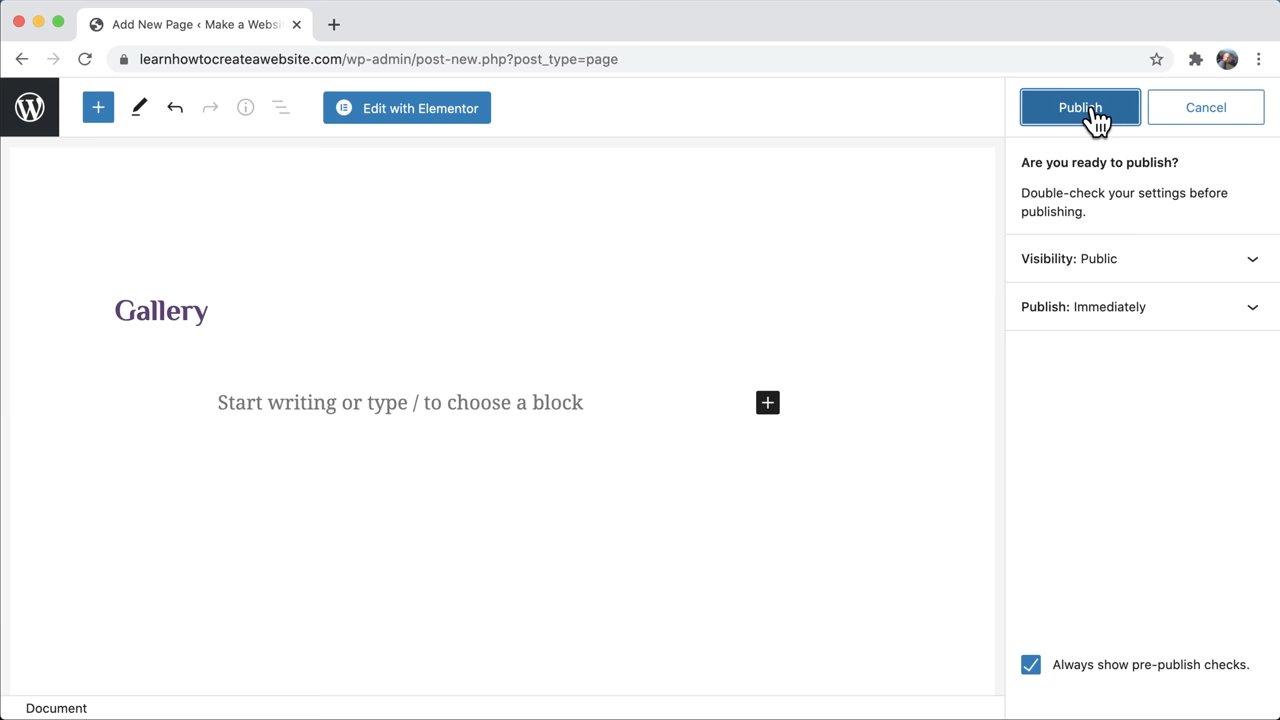 Add New Page ‹ Make a Websi
learnhowtocreateawebsite.com/wp-admin/post-new.php?post_type=page
Edit with Elementor
Publish
Cancel
Are you ready to publish?
Double-check your settings before
publishing.
Visibility: Public
Publish: Immediately
Gallery
Start writing or type / to choose a block
Always show pre-publish checks.
Document